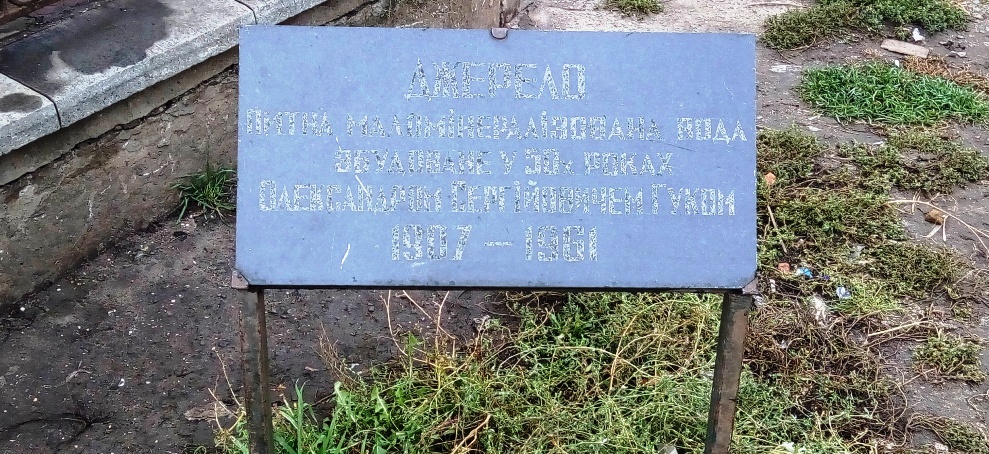 ДЖЕРЕЛО
ПИТНА МАЛОМІНЕРАЛІЗОВАНА ВОДА
ЗБУДОВАНЕ У 50х РОКАХ
ОЛЕКСАНДРОМ СЕРГІЙОВИЧЕМ ГУКОМ
1907 – 1961